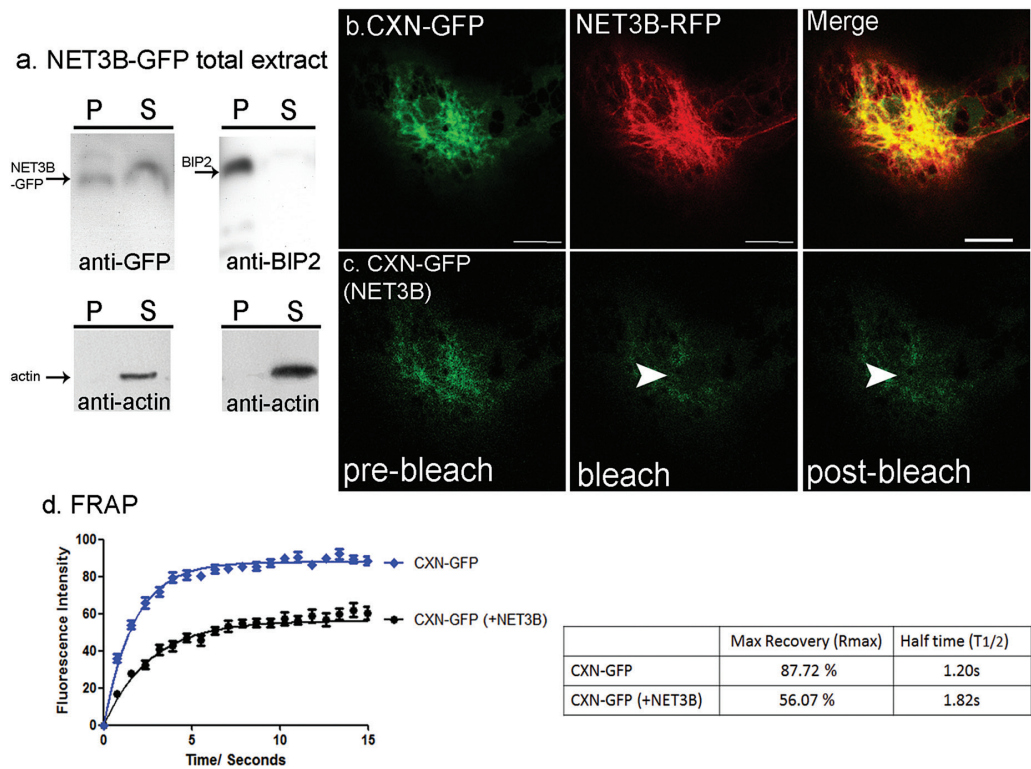 a. NET3B-GFP total extract
P S
P S
NET3B
-GFP
BIP2
anti-GFP
anti-BIP2
P S
P S
actin
anti-actin
anti-actin
b.CXN-GFP
NET3B-RFP
Merge
c. CXN-GFP
(NET3B)
pre-bleach
bleach
post-bleach
d. FRAP
Fluorescence Intensity
100
80
60
40
20
0
0 5 10 15
Time/ Seconds
CXN-GFP
CXN-GFP (+NET3B)
Max Recovery (Rmax) Half time (T1/2)
CXN-GFP 87.72 % 1.20s
CXN-GFP (+NET3B) 56.07 % 1.82s